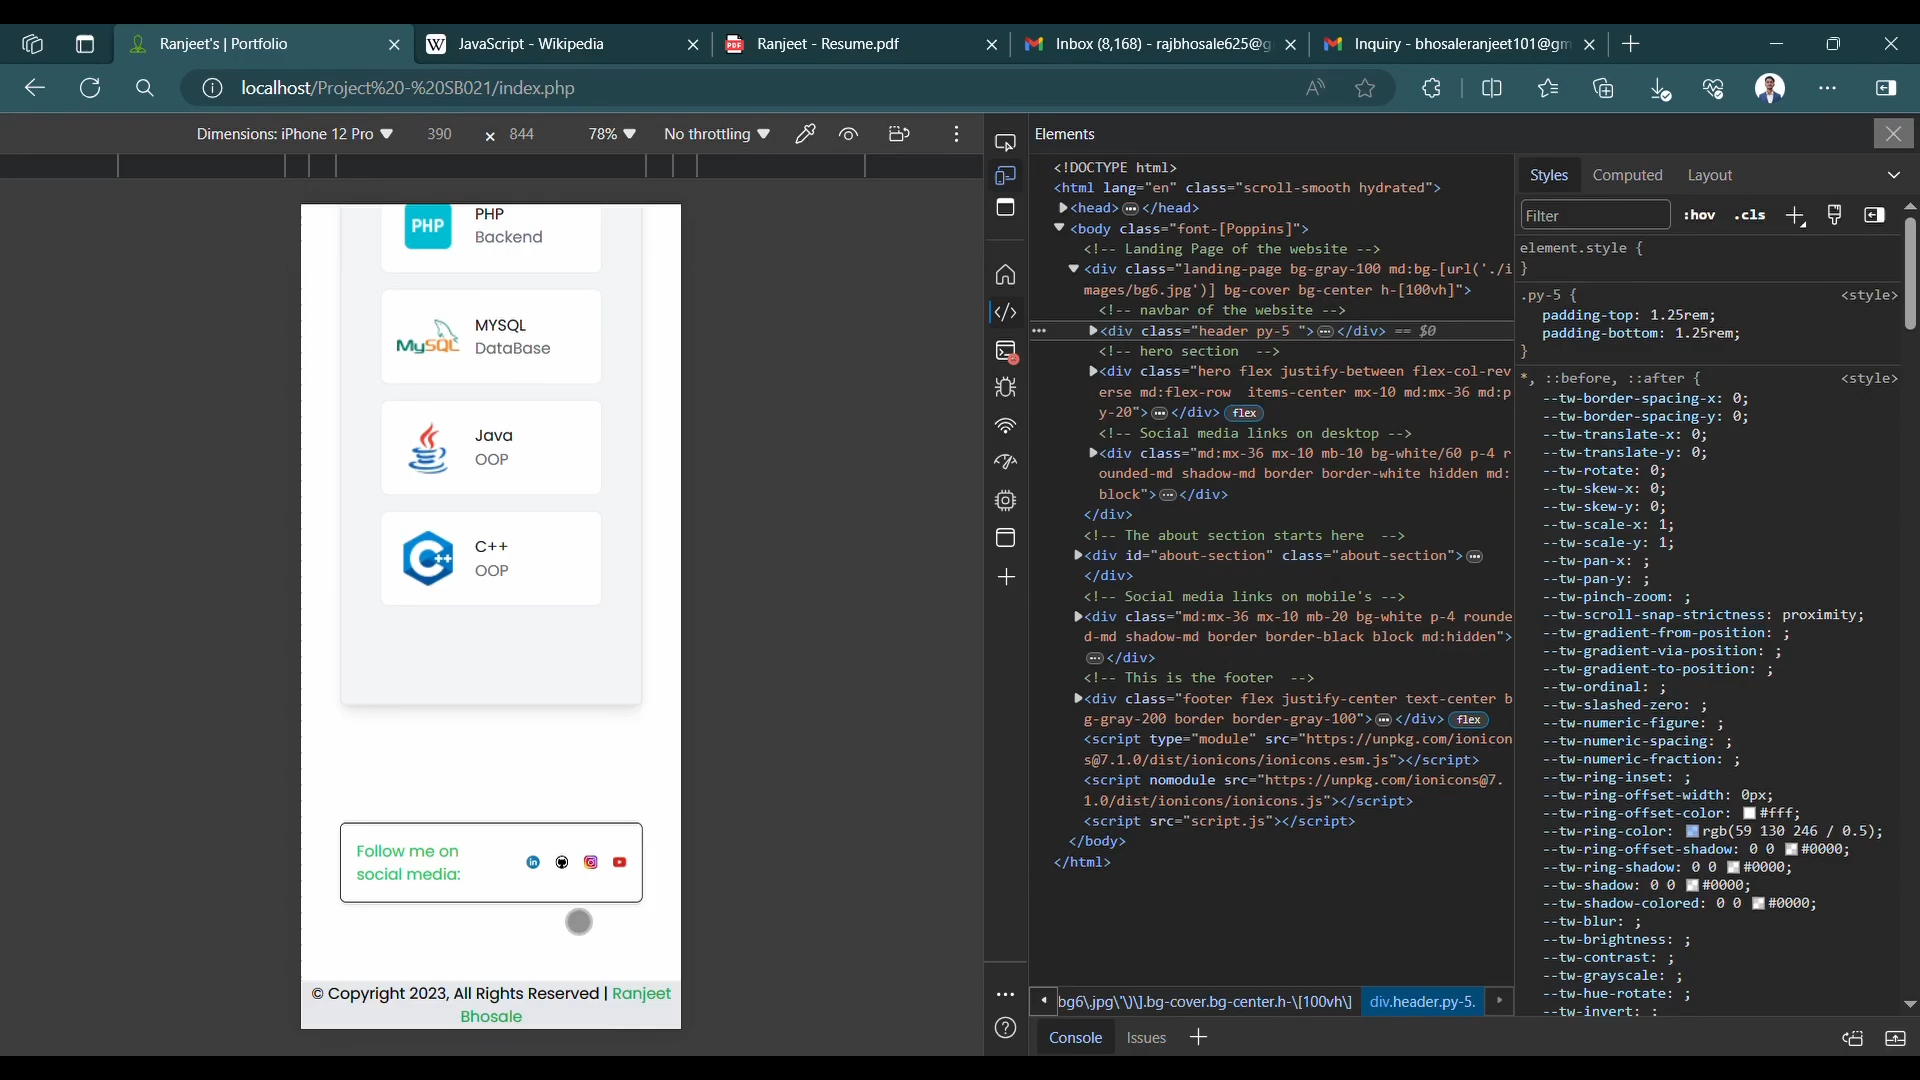 Ranjeet's | Portfolio
JavaScript - Wikipedia
Ranjeet - Resume.pdf
Inbox (8,168) - rajbhosale625@g
Inquiry - bhosaleranjeet101@gm
localhost/Project%20-%20SB021/index.php
Dimensions: iPhone 12 Pro
390
×
844
78%
No throttling
PHP
PHP
Backend
MySQL
MYSQL
DataBase
Java
OOP
C++
C++
OOP
Follow me on
social media:
© Copyright 2023, All Rights Reserved | Ranjeet
Bhosale
Elements
<!DOCTYPE html>
<html lang="en" class="scroll-smooth hydrated">
<head> ⋯ </head>
<body class="font-[Poppins]">
<!-- Landing Page of the website -->
<div class="landing-page bg-gray-100 md:bg-[url('./i
mages/bg6.jpg')] bg-cover bg-center h-[100vh]">
<!-- navbar of the website -->
<div class="header py-5 "> ⋯ </div> == $0
<!-- hero section -->
<div class="hero flex justify-between flex-col-rev
erse md:flex-row items-center mx-10 md:mx-36 md:p
y-20"> ⋯ </div> flex
<!-- Social media links on desktop -->
<div class="md:mx-36 mx-10 mb-10 bg-white/60 p-4 r
ounded-md shadow-md border border-white hidden md:
block"> ⋯ </div>
</div>
<!-- The about section starts here -->
<div id="about-section" class="about-section"> ⋯
</div>
<!-- Social media links on mobile's -->
<div class="md:mx-36 mx-10 mb-20 bg-white p-4 rounde
d-md shadow-md border border-black block md:hidden">
⋯ </div>
<!-- This is the footer -->
<div class="footer flex justify-center text-center b
g-gray-200 border border-gray-100"> ⋯ </div> flex
<script type="module" src="https://unpkg.com/ionicon
s@7.1.0/dist/ionicons/ionicons.esm.js"></script>
<script nomodule src="https://unpkg.com/ionicons@7.
1.0/dist/ionicons/ionicons.js"></script>
<script src="script.js"></script>
</body>
</html>
bg6\.jpg\'\)\].bg-cover.bg-center.h-\[100vh\]
div.header.py-5.
Console
Issues
Styles
Computed
Layout
Filter
:hov
.cls
element.style {
}
.py-5 {
<style>
padding-top: 1.25rem;
padding-bottom: 1.25rem;
}
*, ::before, ::after {
<style>
--tw-border-spacing-x: 0;
--tw-border-spacing-y: 0;
--tw-translate-x: 0;
--tw-translate-y: 0;
--tw-rotate: 0;
--tw-skew-x: 0;
--tw-skew-y: 0;
--tw-scale-x: 1;
--tw-scale-y: 1;
--tw-pan-x: ;
--tw-pan-y: ;
--tw-pinch-zoom: ;
--tw-scroll-snap-strictness: proximity;
--tw-gradient-from-position: ;
--tw-gradient-via-position: ;
--tw-gradient-to-position: ;
--tw-ordinal: ;
--tw-slashed-zero: ;
--tw-numeric-figure: ;
--tw-numeric-spacing: ;
--tw-numeric-fraction: ;
--tw-ring-inset: ;
--tw-ring-offset-width: 0px;
--tw-ring-offset-color: #fff;
--tw-ring-color: rgb(59 130 246 / 0.5);
--tw-ring-offset-shadow: 0 0 #0000;
--tw-ring-shadow: 0 0 #0000;
--tw-shadow: 0 0 #0000;
--tw-shadow-colored: 0 0 #0000;
--tw-blur: ;
--tw-brightness: ;
--tw-contrast: ;
--tw-grayscale: ;
--tw-hue-rotate: ;
--tw-invert: ;